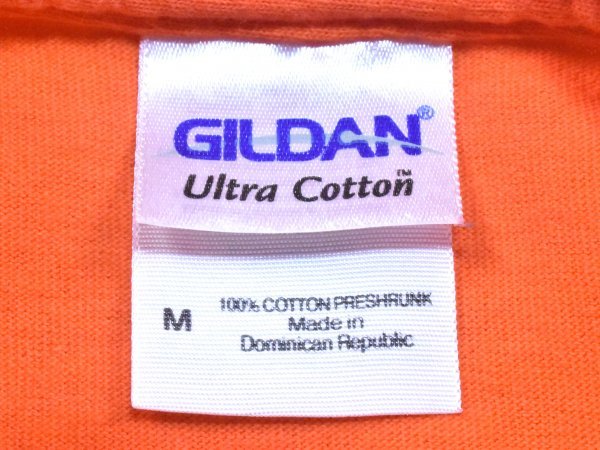 GILDAN®
Ultra Cotton™
M
100% COTTON PRESHRUNK
Made in
Dominican Republic